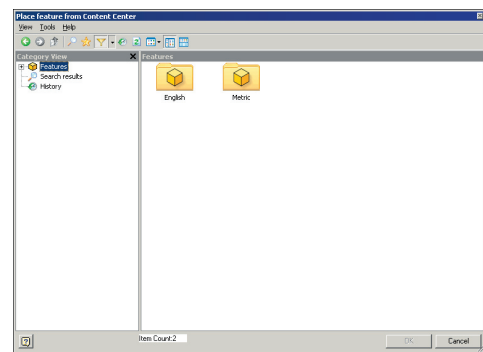 Place feature from Content Center
View Tools Help
Category View
Features
Features
Search results
History
English
Metric
Item Count:2
OK
Cancel